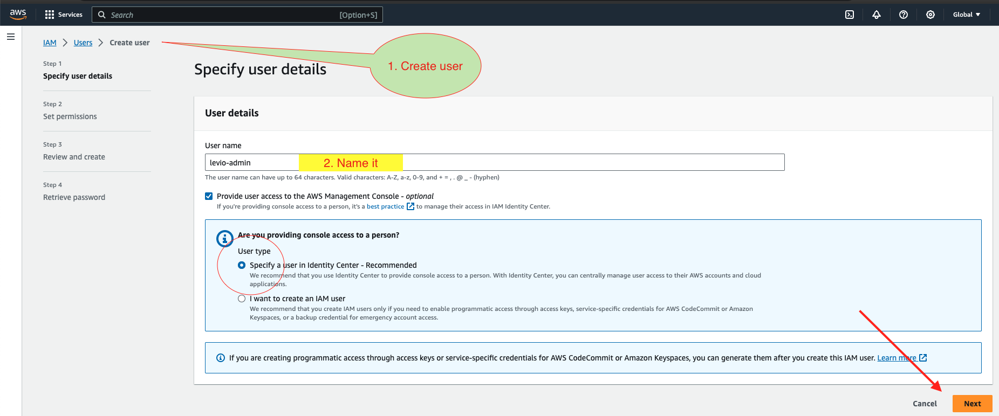 aws
Services
Search
[Option+S]
Global
IAM
Users
Create user
1. Create user
Step 1
Specify user details
Step 2
Set permissions
Step 3
Review and create
Step 4
Retrieve password
Specify user details
User details
User name
levio-admin
2. Name it
The user name can have up to 64 characters. Valid characters: A-Z, a-z, 0-9, and + = , . @ _ - (hyphen)
Provide user access to the AWS Management Console - optional
If you're providing console access to a person, it's a best practice to manage their access in IAM Identity Center.
Are you providing console access to a person?
User type
Specify a user in Identity Center - Recommended
We recommend that you use Identity Center to provide console access to a person. With Identity Center, you can centrally manage user access to their AWS accounts and cloud
applications.
I want to create an IAM user
We recommend that you create IAM users only if you need to enable programmatic access through access keys, service-specific credentials for AWS CodeCommit or Amazon
Keyspaces, or a backup credential for emergency account access.
If you are creating programmatic access through access keys or service-specific credentials for AWS CodeCommit or Amazon Keyspaces, you can generate them after you create this IAM user. Learn more
Cancel
Next